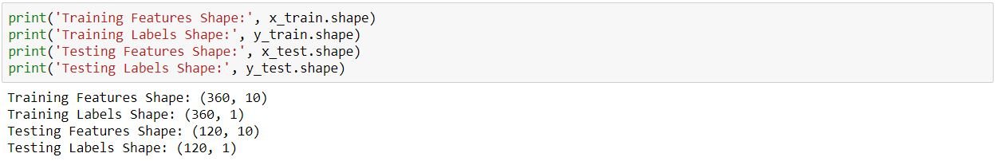 print('Training Features Shape:', x_train.shape)
print('Training Labels Shape:', y_train.shape)
print('Testing Features Shape:', x_test.shape)
print('Testing Labels Shape:', y_test.shape)
Training Features Shape: (360, 10)
Training Labels Shape: (360, 1)
Testing Features Shape: (120, 10)
Testing Labels Shape: (120, 1)